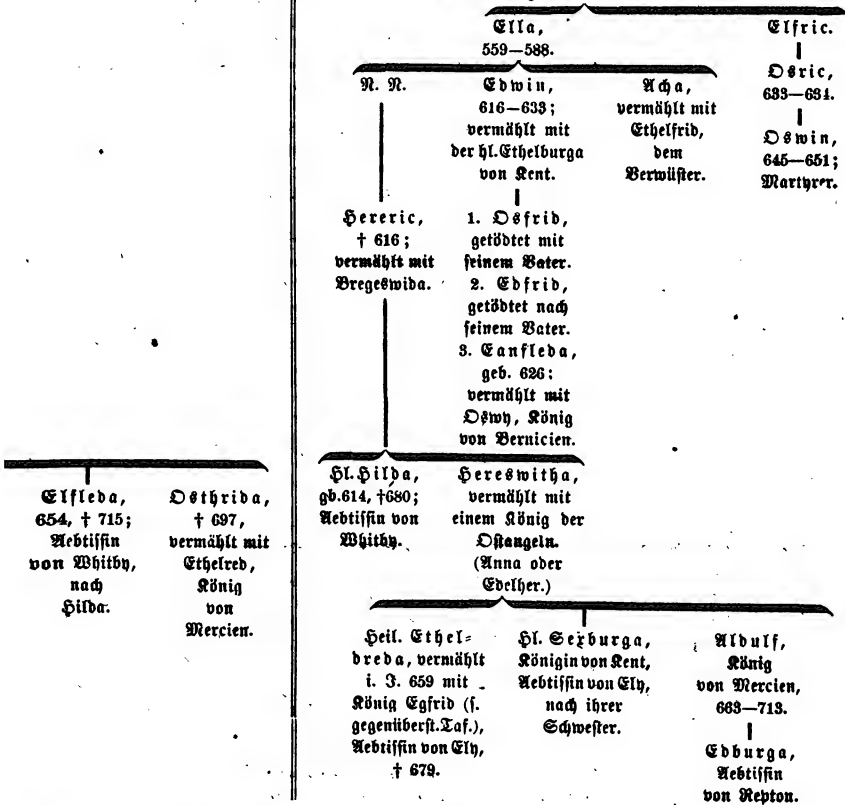 Ella,
559—588.
Elfric.
Osric,
633—634.
Oswin,
645—651;
Martyrer.
N. N.
Edwin,
616—633;
vermählt mit
der hl. Ethelburga
von Kent.
Acha,
vermählt mit
Ethelfrid,
dem
Verwüster.
Hereric,
† 616;
vermählt mit
Bregeswida.
1. Osfrid,
getödtet mit
seinem Vater.
2. Edfrid,
getödtet nach
seinem Vater.
3. Eanfleda,
geb. 626;
vermählt mit
Oswy, König
von Bernicien.
Elfleda,
654, † 715;
Aebtissin
von Whitby,
nach
Hilda.
Osthrida,
† 697,
vermählt mit
Ethelred,
König
von
Mercien.
Hl. Hilda,
gb. 614, † 680;
Aebtissin von
Whitby.
Hereswitha,
vermählt mit
einem König der
Ostangeln.
(Anna oder
Edelher.)
Heil. Ethel-
breda, vermählt
i. J. 659 mit
König Egfrid (s.
gegenüberst. Taf.),
Aebtissin von Ely,
† 679.
Hl. Sexburga,
Königin von Kent,
Aebtissin von Ely,
nach ihrer
Schwester.
Aldulf,
König
von Mercien,
663—713.
Edburga,
Aebtissin
von Repton.